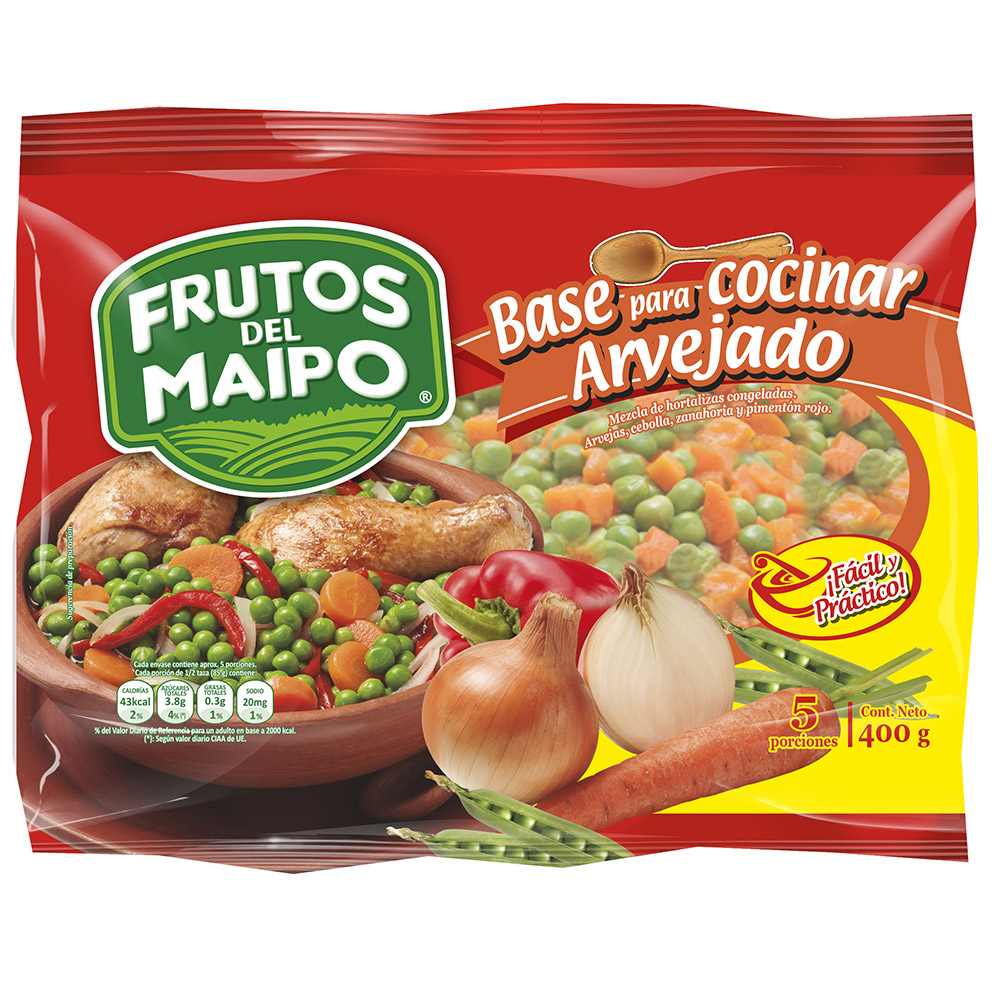 FRUTOS
DEL
MAIPO®
Base para cocinar
Arvejado
Mezcla de hortalizas congeladas.
Arvejas, cebolla, zanahoria y pimentón rojo.
¡Fácil y
Práctico!
Sugerencia de preparación
Cada envase contiene aprox. 5 porciones.
Cada porción de 1/2 taza (85g) contiene:
CALORÍAS
43kcal
2%
AZÚCARES
TOTALES
3.8g
4% (*)
GRASAS
TOTALES
0.3g
1%
SODIO
20mg
1%
% del Valor Diario de Referencia para un adulto en base a 2000 kcal.
(*): Según valor diario CIAA de UE.
5
porciones
Cont. Neto
400 g